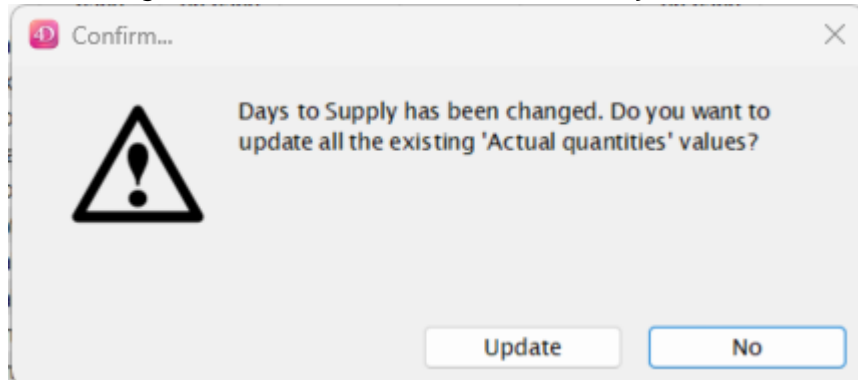 4D Confirm...
Days to Supply has been changed. Do you want to
update all the existing 'Actual quantities' values?
Update
No